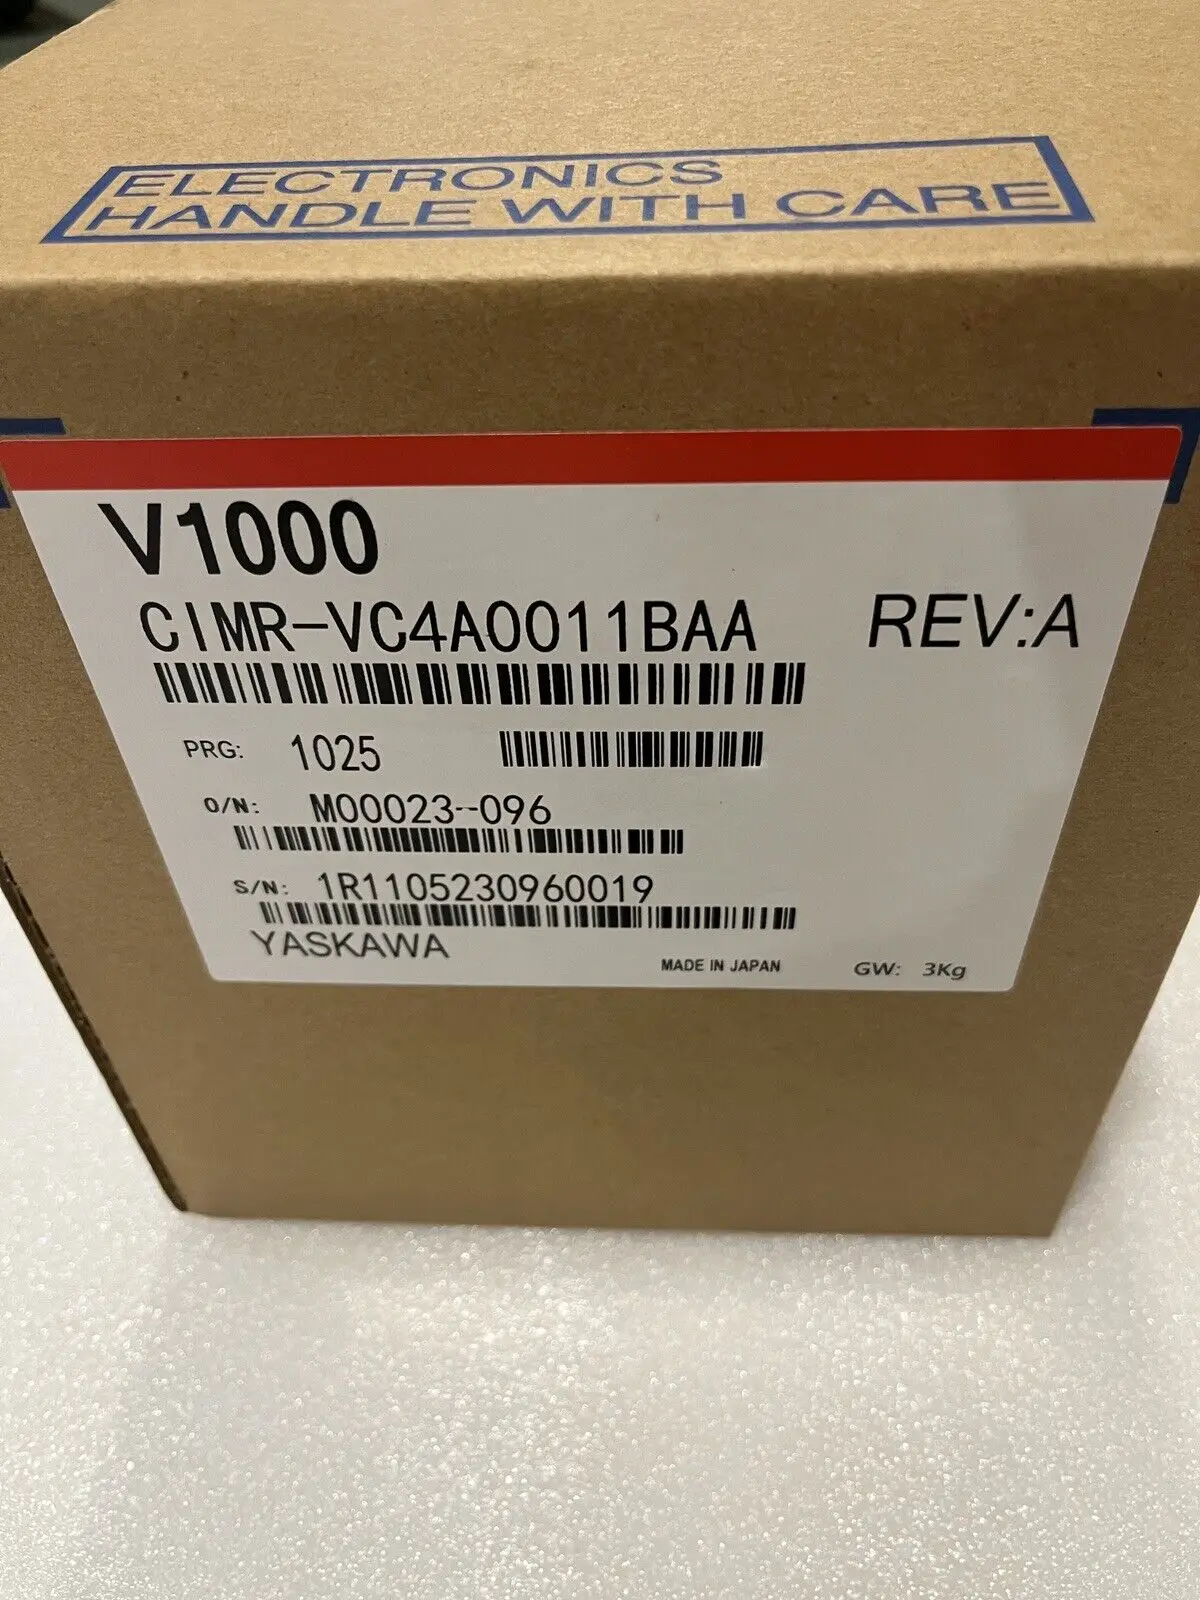 ELECTRONICS
HANDLE WITH CARE
V1000
CIMR-VC4A0011BAA REV:A
PRG: 1025
O/N: M00023--096
S/N: 1R1105230960019
YASKAWA
MADE IN JAPAN GW: 3Kg